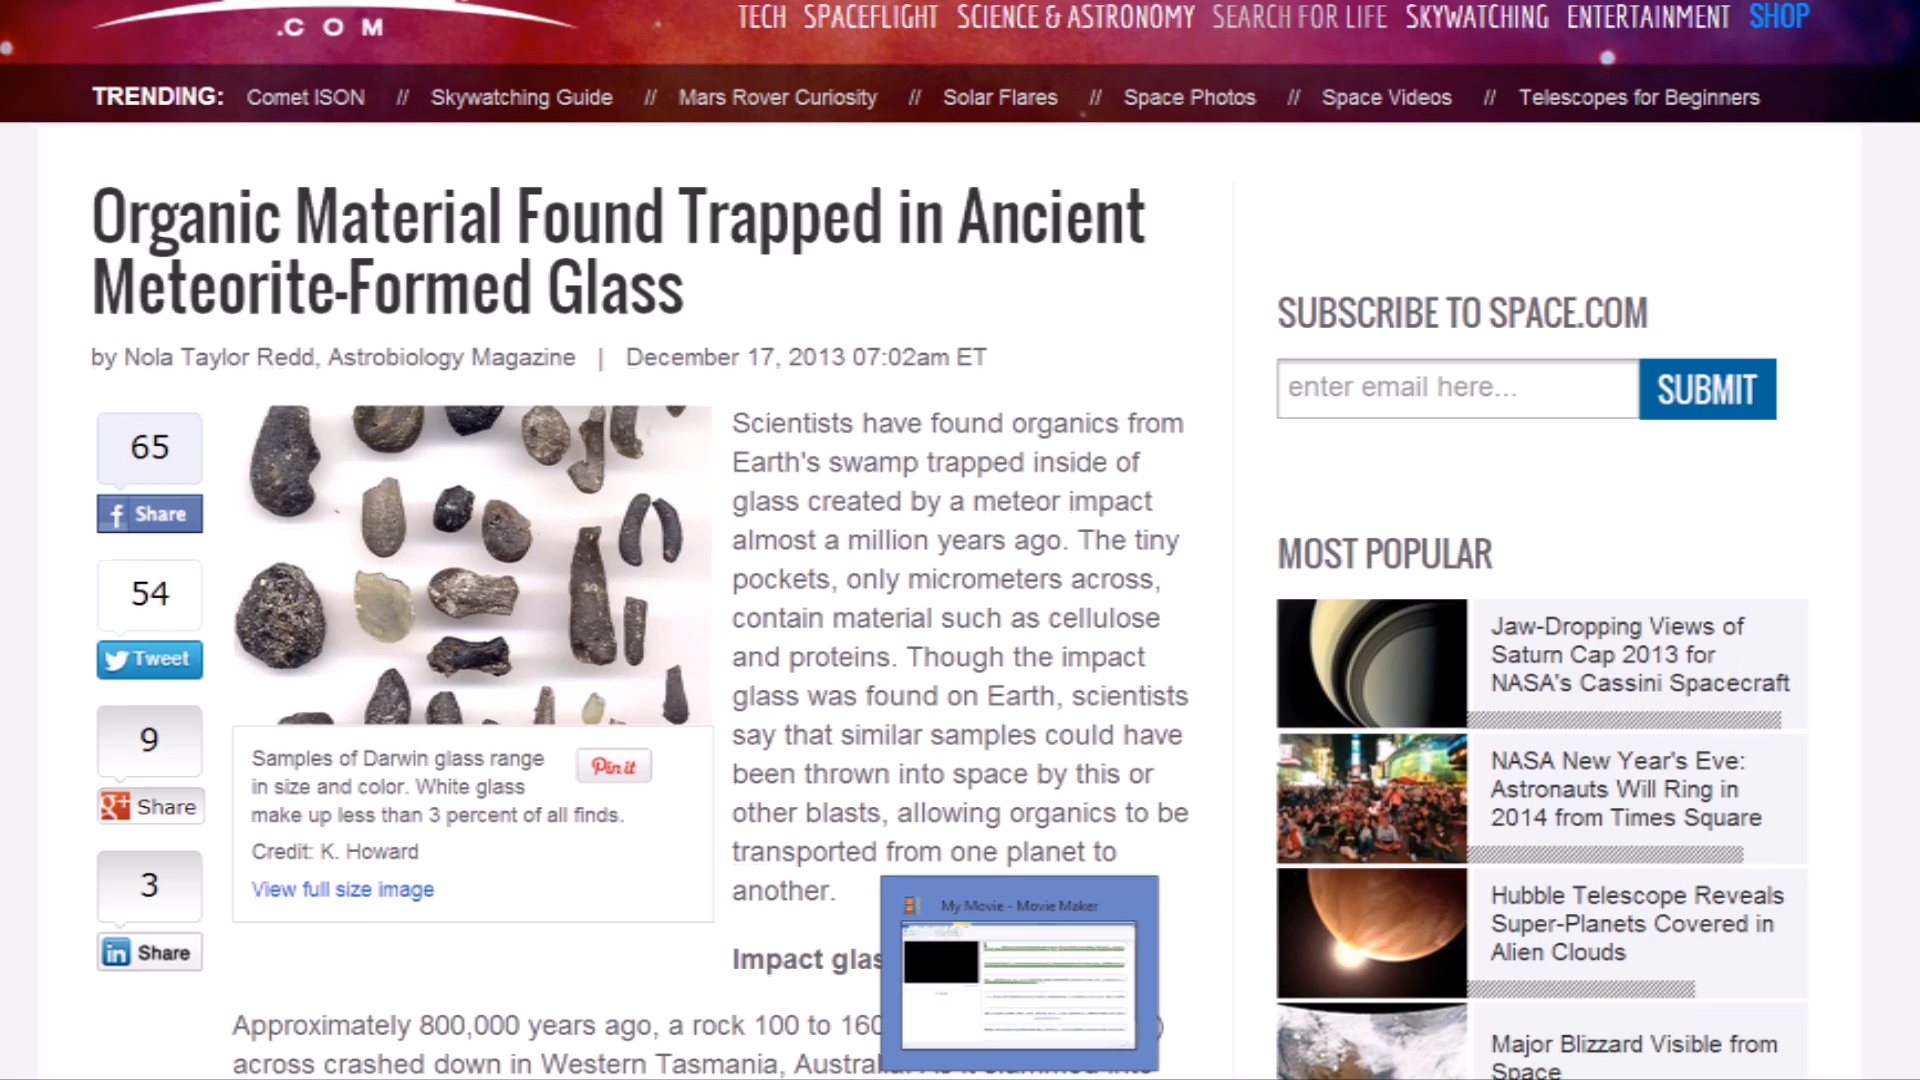 .COM
TECH SPACEFLIGHT SCIENCE & ASTRONOMY SEARCH FOR LIFE SKYWATCHING ENTERTAINMENT SHOP
TRENDING: Comet ISON // Skywatching Guide // Mars Rover Curiosity // Solar Flares // Space Photos // Space Videos // Telescopes for Beginners
Organic Material Found Trapped in Ancient
Meteorite-Formed Glass
by Nola Taylor Redd, Astrobiology Magazine | December 17, 2013 07:02am ET
65
f Share
54
Tweet
9
g+ Share
3
in Share
Samples of Darwin glass range
in size and color. White glass
make up less than 3 percent of all finds.
Pin it
Credit: K. Howard
View full size image
Scientists have found organics from
Earth's swamp trapped inside of
glass created by a meteor impact
almost a million years ago. The tiny
pockets, only micrometers across,
contain material such as cellulose
and proteins. Though the impact
glass was found on Earth, scientists
say that similar samples could have
been thrown into space by this or
other blasts, allowing organics to be
transported from one planet to
another.
Impact glas
Approximately 800,000 years ago, a rock 100 to 160
across crashed down in Western Tasmania, Austral
My Movie - Movie Maker
SUBSCRIBE TO SPACE.COM
enter email here...
SUBMIT
MOST POPULAR
Jaw-Dropping Views of
Saturn Cap 2013 for
NASA's Cassini Spacecraft
NASA New Year's Eve:
Astronauts Will Ring in
2014 from Times Square
Hubble Telescope Reveals
Super-Planets Covered in
Alien Clouds
Major Blizzard Visible from
Space